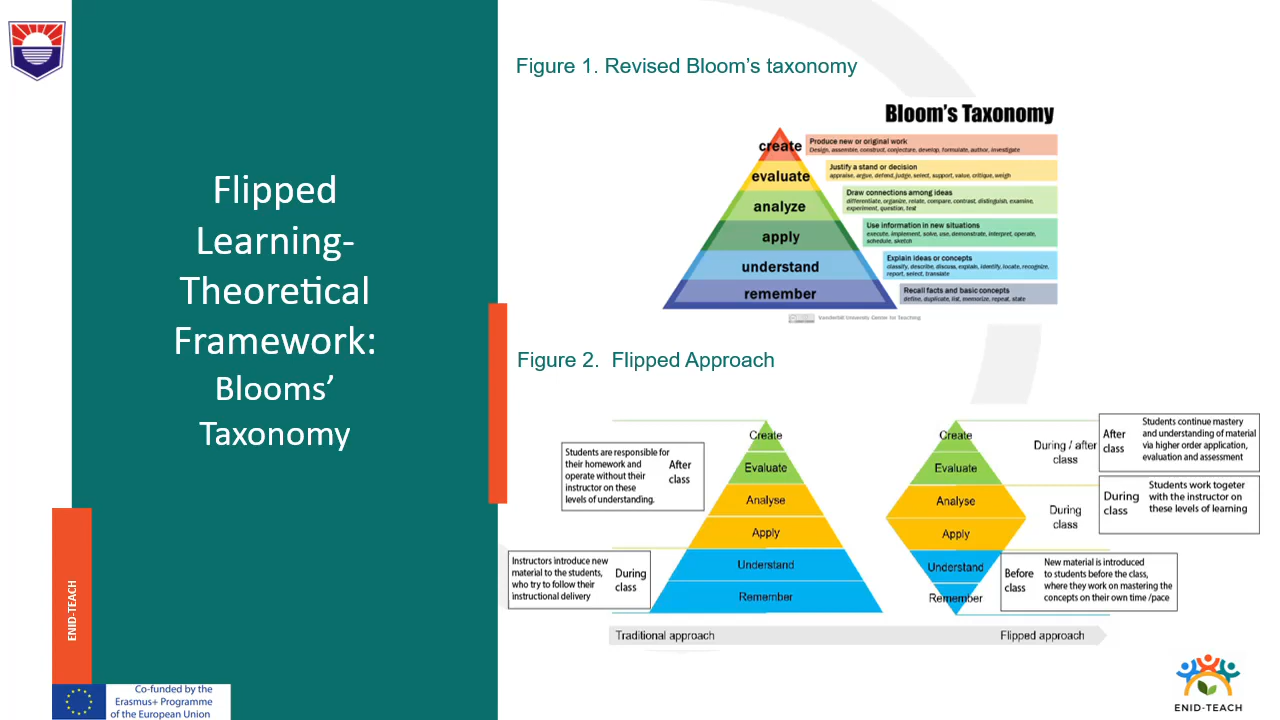 Flipped
Learning-
Theoretical
Framework:
Blooms’
Taxonomy
ENID-TEACH
Co-funded by the
Erasmus+ Programme
of the European Union
Figure 1. Revised Bloom’s taxonomy
Bloom’s Taxonomy
create
Produce new or original work
Design, assemble, construct, conjecture, develop, formulate, author, investigate
evaluate
Justify a stand or decision
appraise, argue, defend, judge, select, support, value, critique, weigh
analyze
Draw connections among ideas
differentiate, organize, relate, compare, contrast, distinguish, examine,
experiment, question, test
apply
Use information in new situations
execute, implement, solve, use, demonstrate, interpret, operate,
schedule, sketch
understand
Explain ideas or concepts
classify, describe, discuss, explain, identify, locate, recognize,
report, select, translate
remember
Recall facts and basic concepts
define, duplicate, list, memorize, repeat, state
Vanderbilt University Center for Teaching
Figure 2.  Flipped Approach
Students are responsible for
their homework and
operate without their
instructor on these
levels of understanding.
After
class
Instructors introduce new
material to the students,
who try to follow their
instructional delivery
During
class
Create
Evaluate
Analyse
Apply
Understand
Remember
Create
Evaluate
Analyse
Apply
Understand
Remember
During / after
class
After
class
Students continue mastery
and understanding of material
via higher order application,
evaluation and assessment
During
class
During
class
Students work togeter
with the instructor on
these levels of learning
Before
class
New material is introduced
to students before the class,
where they work on mastering the
concepts on their own time /pace
Traditional approach
Flipped approach
ENID-TEACH